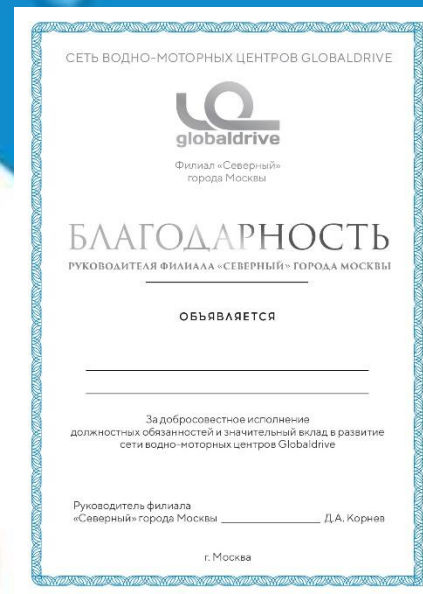 СЕТЬ ВОДНО-МОТОРНЫХ ЦЕНТРОВ GLOBALDRIVE
globaldrive
Филиал «Северный»
города Москвы
БЛАГОДАРНОСТЬ
РУКОВОДИТЕЛЯ ФИЛИАЛА «СЕВЕРНЫЙ» ГОРОДА МОСКВЫ
ОБЪЯВЛЯЕТСЯ
За добросовестное исполнение
должностных обязанностей и значительный вклад в развитие
сети водно-моторных центров Globaldrive
Руководитель филиала
«Северный» города Москвы ________________ Д.А. Корнев
г. Москва